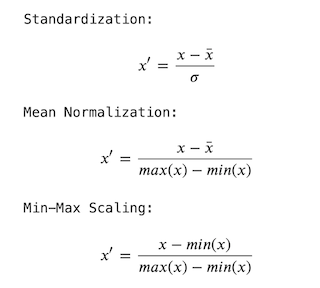 Standardization:
x′ = (x − x̄) / σ
Mean Normalization:
x′ = (x − x̄) / (max(x) − min(x))
Min-Max Scaling:
x′ = (x − min(x)) / (max(x) − min(x))